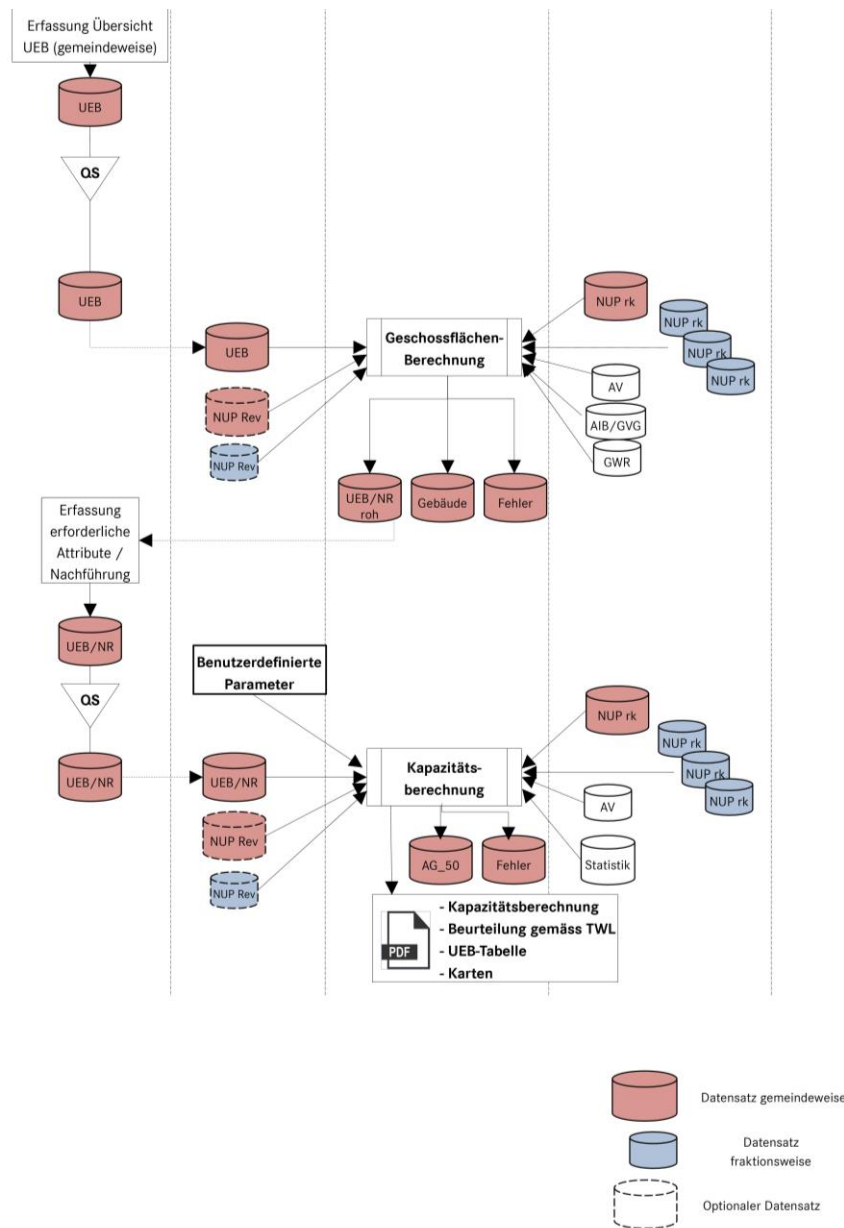 Erfassung Übersicht
UEB (gemeindeweise)
UEB
QS
UEB
UEB
NUP Rev
NUP Rev
Geschossflächen-
Berechnung
NUP rk
NUP rk
NUP rk
NUP rk
AV
AIB/GVG
GWR
UEB/NR
roh
Gebäude
Fehler
Erfassung
erforderliche
Attribute /
Nachführung
UEB/NR
QS
UEB/NR
Benutzerdefinierte
Parameter
UEB/NR
NUP Rev
NUP Rev
Kapazitäts-
berechnung
NUP rk
NUP rk
NUP rk
NUP rk
AV
Statistik
AG_50
Fehler
PDF
- Kapazitätsberechnung
- Beurteilung gemäss TWL
- UEB-Tabelle
- Karten
Datensatz gemeindeweise
Datensatz
fraktionsweise
Optionaler Datensatz